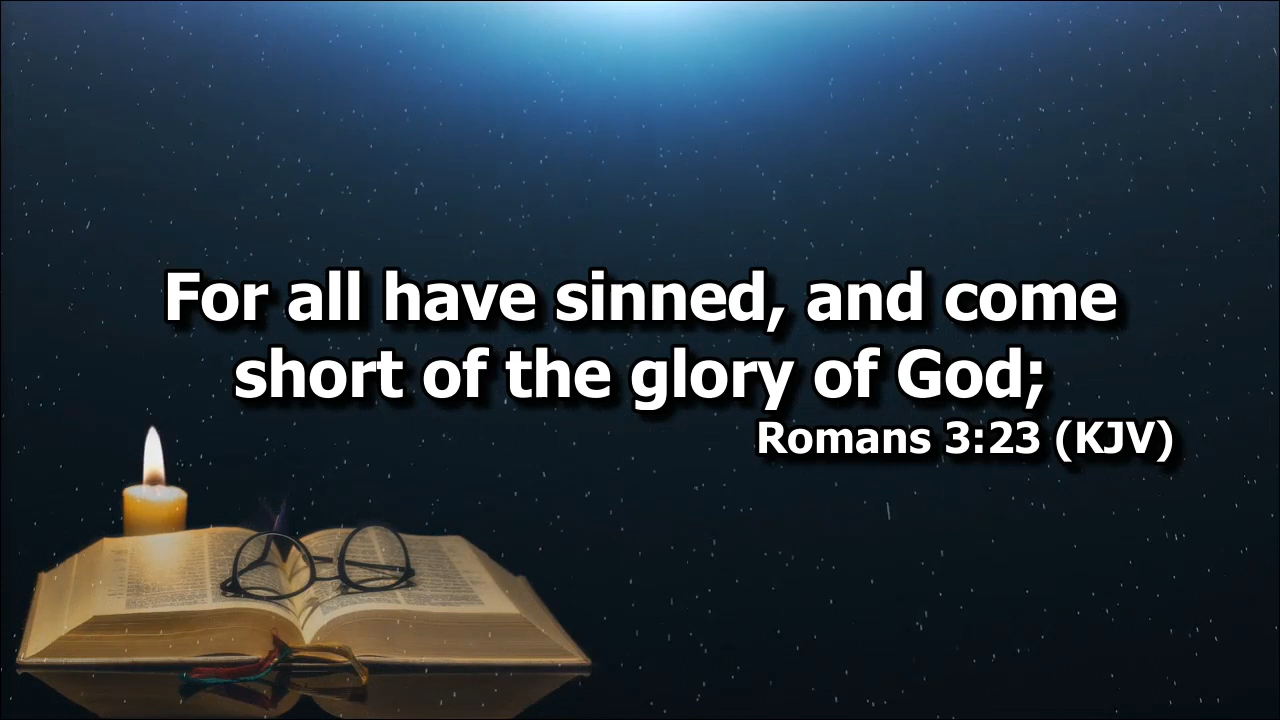 For all have sinned, and come
short of the glory of God;
Romans 3:23 (KJV)